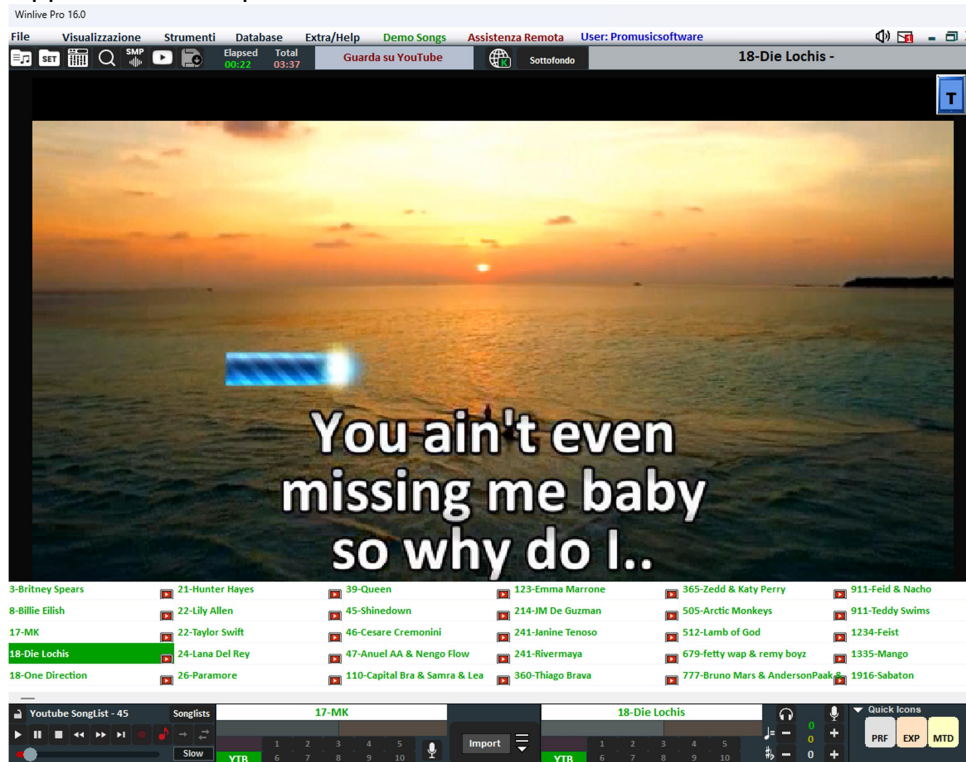 Winlive Pro 16.0
File Visualizzazione Strumenti Database Extra/Help Demo Songs Assistenza Remota User: Promusicsoftware
SET SMP Elapsed Total Guarda su YouTube K Sottofondo 18-Die Lochis -
00:22 03:37
T
You ain't even
missing me baby
so why do I..
3-Britney Spears 21-Hunter Hayes 39-Queen 123-Emma Marrone 365-Zedd & Katy Perry 911-Feid & Nacho
8-Billie Eilish 22-Lily Allen 45-Shinedown 214-JM De Guzman 505-Arctic Monkeys 911-Teddy Swims
17-MK 22-Taylor Swift 46-Cesare Cremonini 241-Janine Tenoso 512-Lamb of God 1234-Feist
18-Die Lochis 24-Lana Del Rey 47-Anuel AA & Nengo Flow 241-Rivermaya 679-fetty wap & remy boyz 1335-Mango
18-One Direction 26-Paramore 110-Capital Bra & Samra & Lea 360-Thiago Brava 777-Bruno Mars & AndersonPaak & 1916-Sabaton
Youtube SongList - 45 Songlists 17-MK 18-Die Lochis Quick Icons
0
1 2 3 4 5 Import 1 2 3 4 5 0 PRF EXP MTD
Slow YTB 6 7 8 9 10 YTB 6 7 8 9 10 0